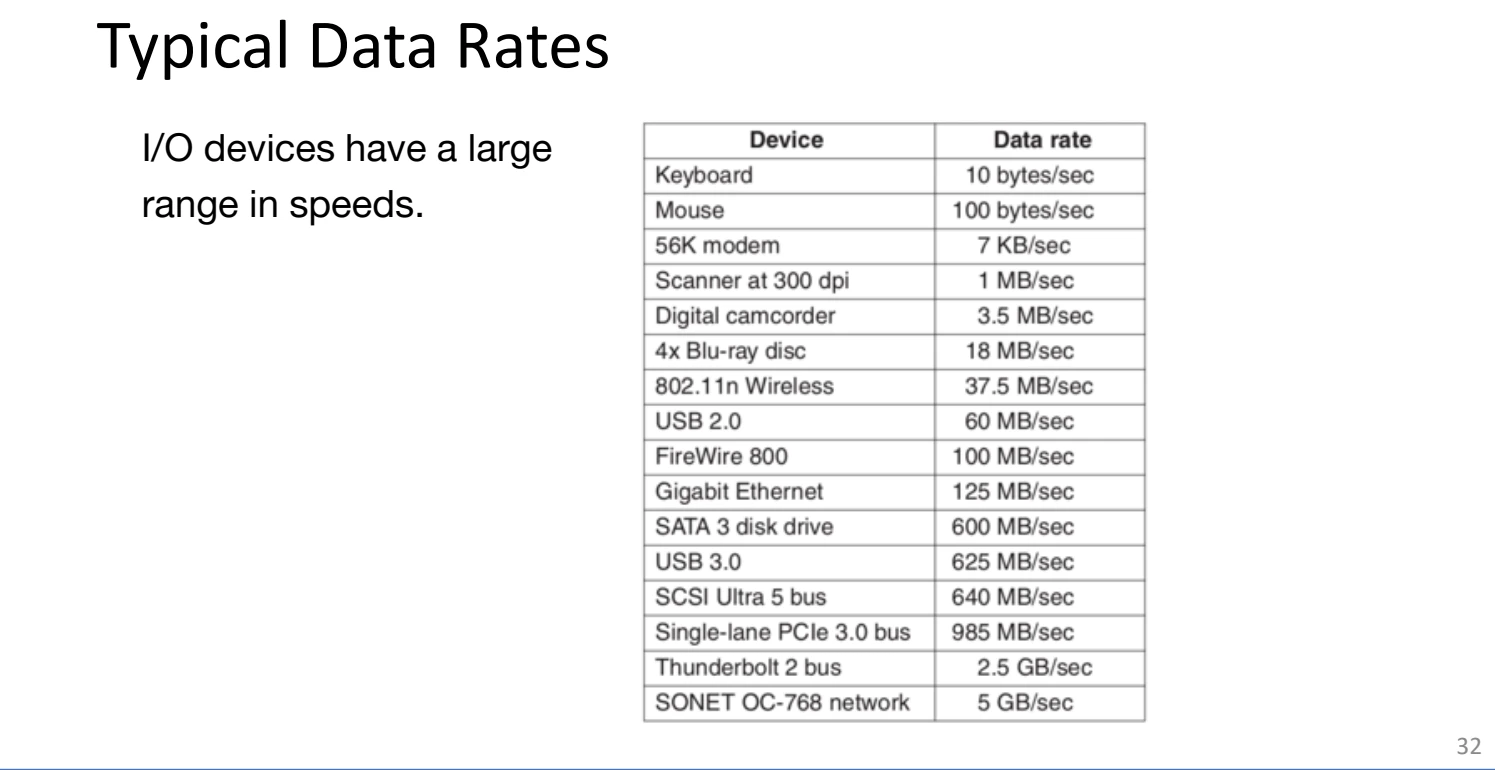 Typical Data Rates
I/O devices have a large
range in speeds.
Device Data rate
Keyboard 10 bytes/sec
Mouse 100 bytes/sec
56K modem 7 KB/sec
Scanner at 300 dpi 1 MB/sec
Digital camcorder 3.5 MB/sec
4x Blu-ray disc 18 MB/sec
802.11n Wireless 37.5 MB/sec
USB 2.0 60 MB/sec
FireWire 800 100 MB/sec
Gigabit Ethernet 125 MB/sec
SATA 3 disk drive 600 MB/sec
USB 3.0 625 MB/sec
SCSI Ultra 5 bus 640 MB/sec
Single-lane PCIe 3.0 bus 985 MB/sec
Thunderbolt 2 bus 2.5 GB/sec
SONET OC-768 network 5 GB/sec
32